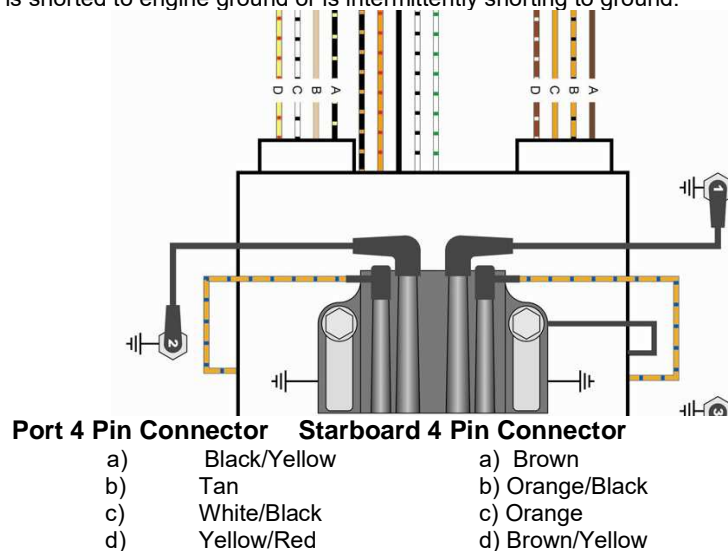 is shorted to engine ground or is intermittently shorting to ground.
D C B A
D C B A
1
2
3
Port 4 Pin Connector Starboard 4 Pin Connector
a) Black/Yellow a) Brown
b) Tan b) Orange/Black
c) White/Black c) Orange
d) Yellow/Red d) Brown/Yellow